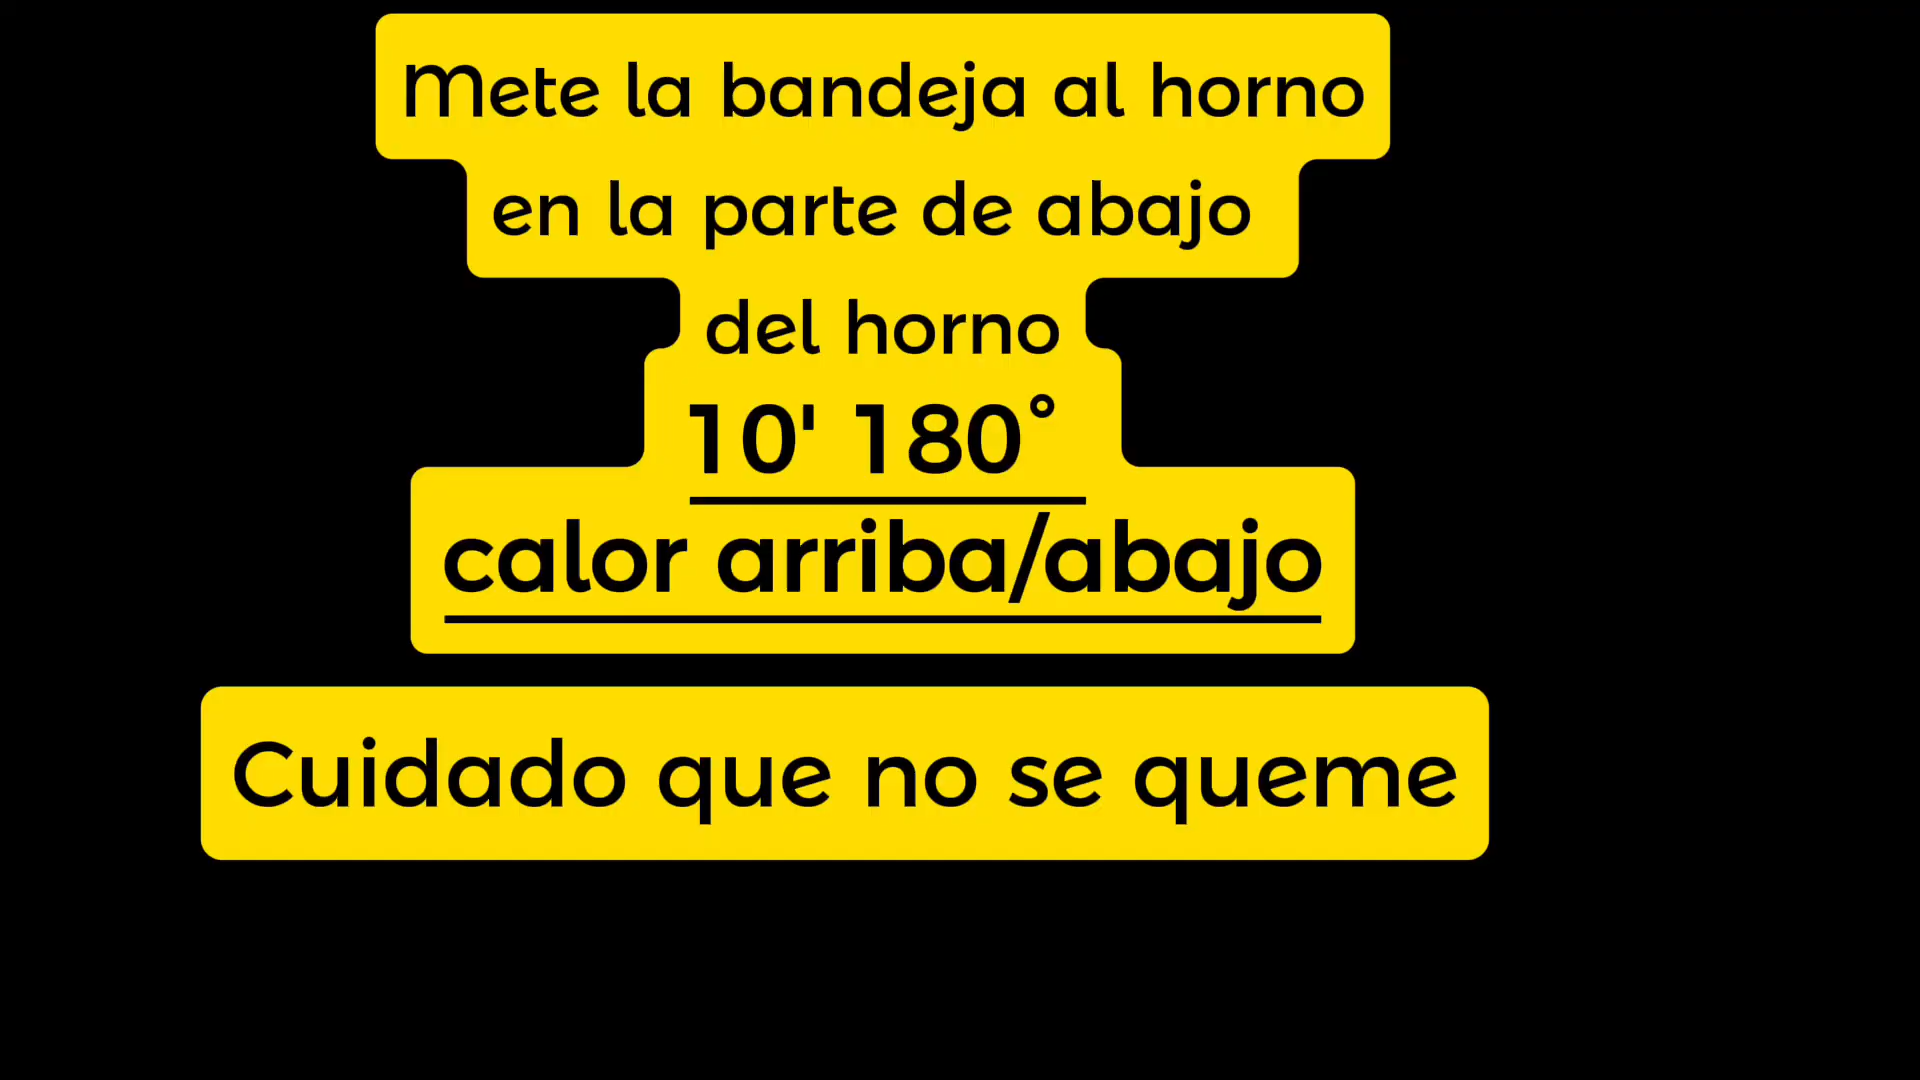 Mete la bandeja al horno
en la parte de abajo
del horno
10' 180°
calor arriba/abajo
Cuidado que no se queme